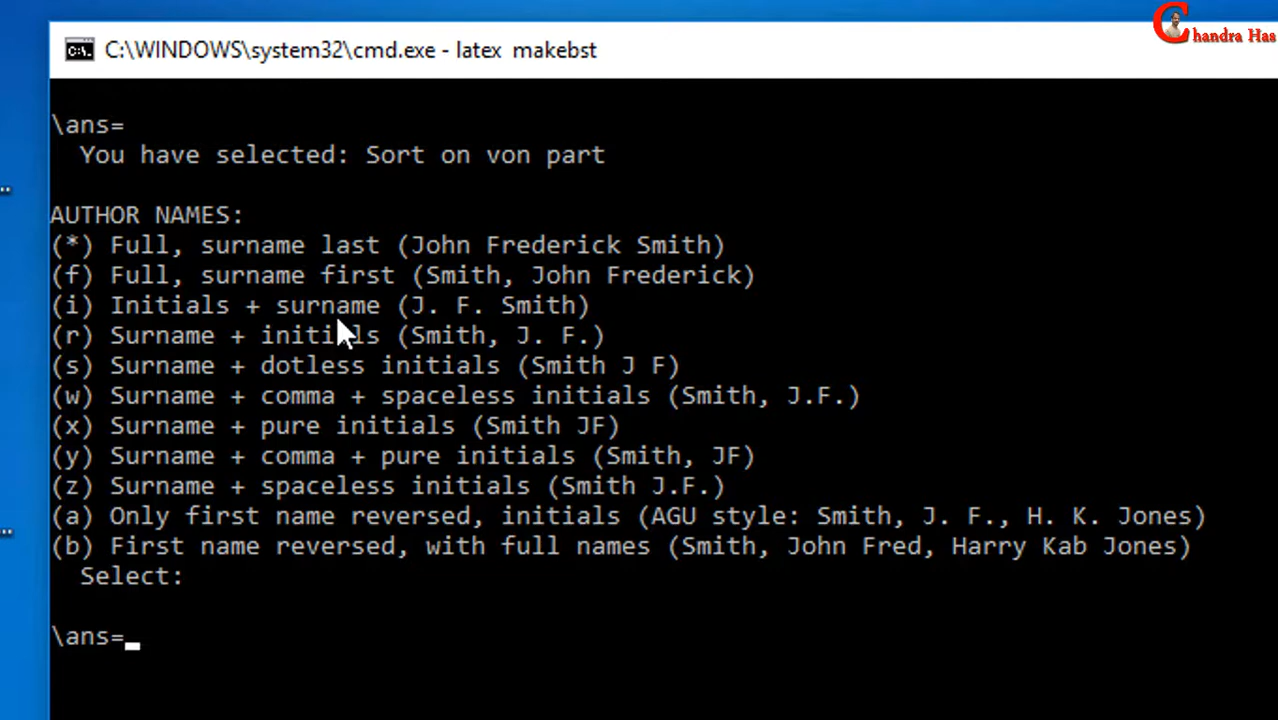 Chandra Has
C:\WINDOWS\system32\cmd.exe - latex  makebst
\ans=
You have selected: Sort on von part
AUTHOR NAMES:
(*) Full, surname last (John Frederick Smith)
(f) Full, surname first (Smith, John Frederick)
(i) Initials + surname (J. F. Smith)
(r) Surname + initials (Smith, J. F.)
(s) Surname + dotless initials (Smith J F)
(w) Surname + comma + spaceless initials (Smith, J.F.)
(x) Surname + pure initials (Smith JF)
(y) Surname + comma + pure initials (Smith, JF)
(z) Surname + spaceless initials (Smith J.F.)
(a) Only first name reversed, initials (AGU style: Smith, J. F., H. K. Jones)
(b) First name reversed, with full names (Smith, John Fred, Harry Kab Jones)
Select:
\ans=